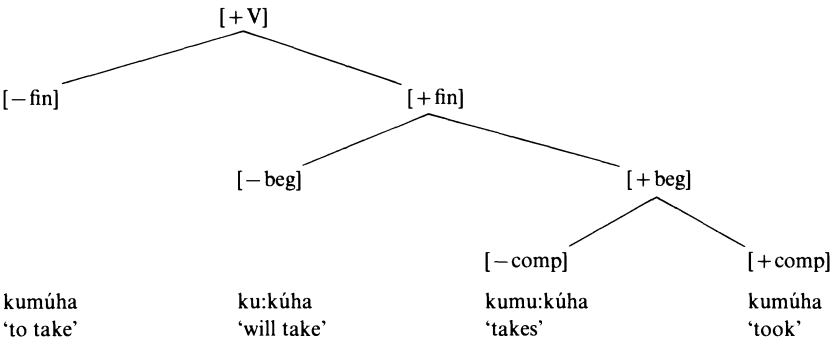 [+V]
[−fin] [+fin]
[−beg] [+beg]
[−comp] [+comp]
kumúha ku:kúha kumu:kúha kumúha
‘to take’ ‘will take’ ‘takes’ ‘took’